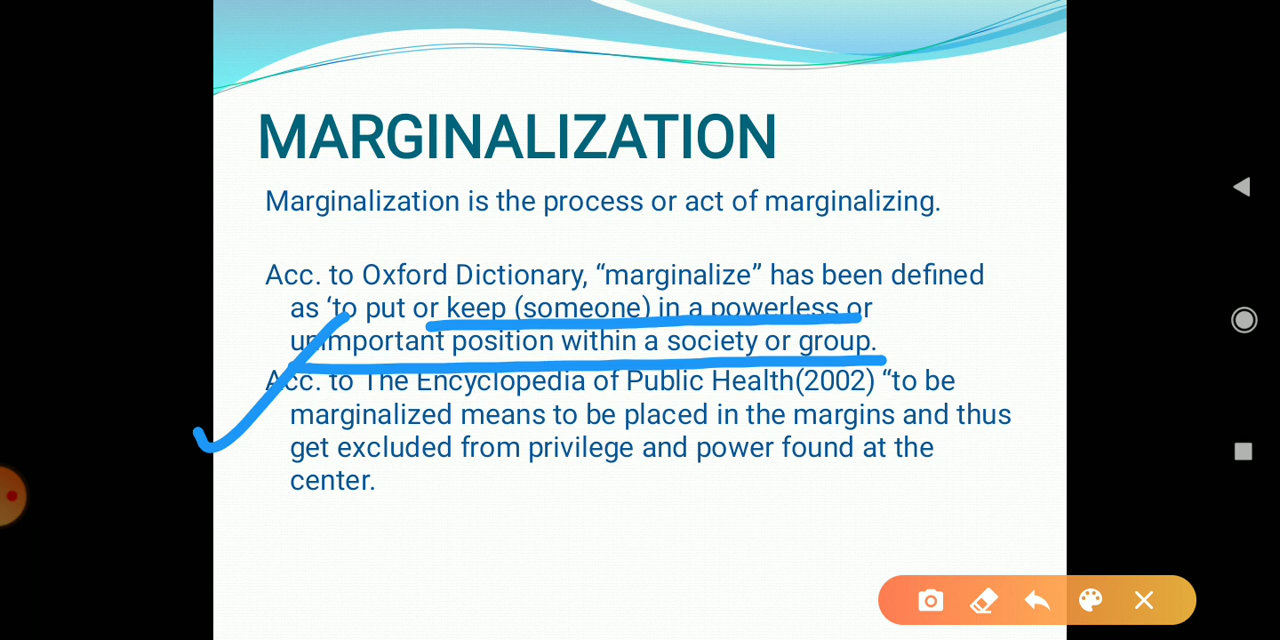 MARGINALIZATION
Marginalization is the process or act of marginalizing.
Acc. to Oxford Dictionary, “marginalize” has been defined
as ‘to put or keep (someone) in a powerless or
unimportant position within a society or group.
Acc. to The Encyclopedia of Public Health(2002) “to be
marginalized means to be placed in the margins and thus
get excluded from privilege and power found at the
center.